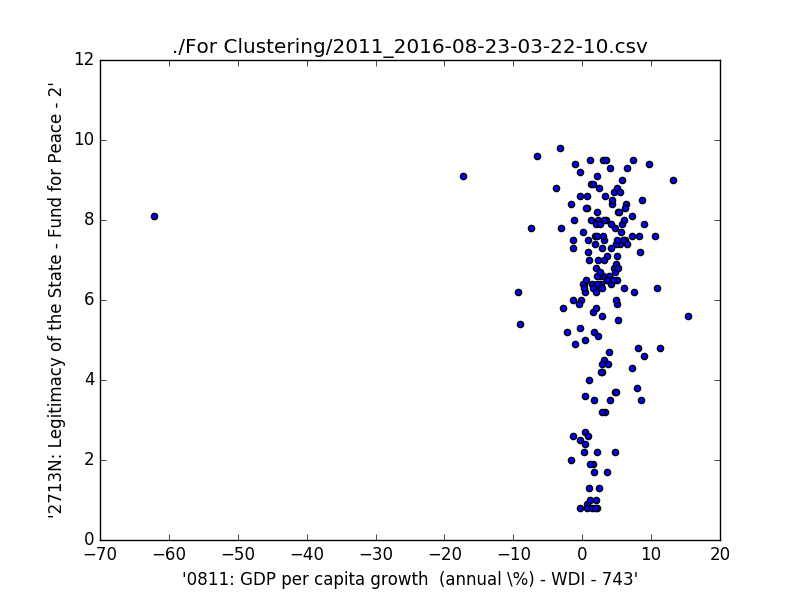 ./For Clustering/2011_2016-08-23-03-22-10.csv
12
10
8
6
4
2
0
'2713N: Legitimacy of the State - Fund for Peace - 2'
−70 −60 −50 −40 −30 −20 −10 0 10 20
'0811: GDP per capita growth  (annual \%) - WDI - 743'